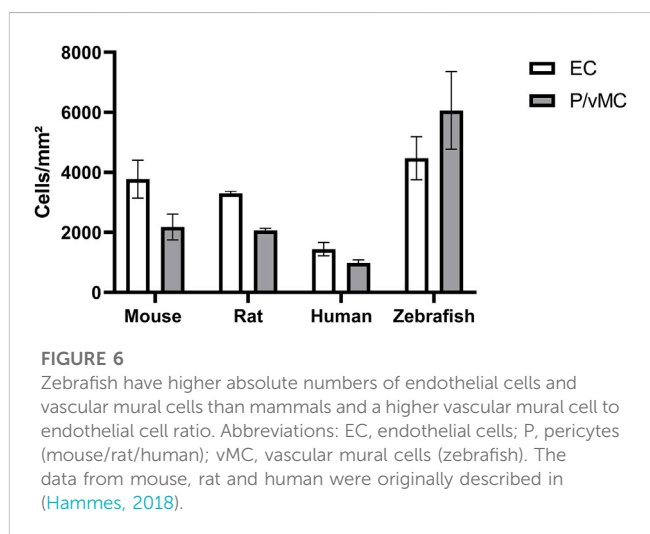 8000
6000
4000
2000
0
Cells/mm²
Mouse Rat Human Zebrafish
EC
P/vMC
FIGURE 6
Zebrafish have higher absolute numbers of endothelial cells and
vascular mural cells than mammals and a higher vascular mural cell to
endothelial cell ratio. Abbreviations: EC, endothelial cells; P, pericytes
(mouse/rat/human); vMC, vascular mural cells (zebrafish). The
data from mouse, rat and human were originally described in
(Hammes, 2018).